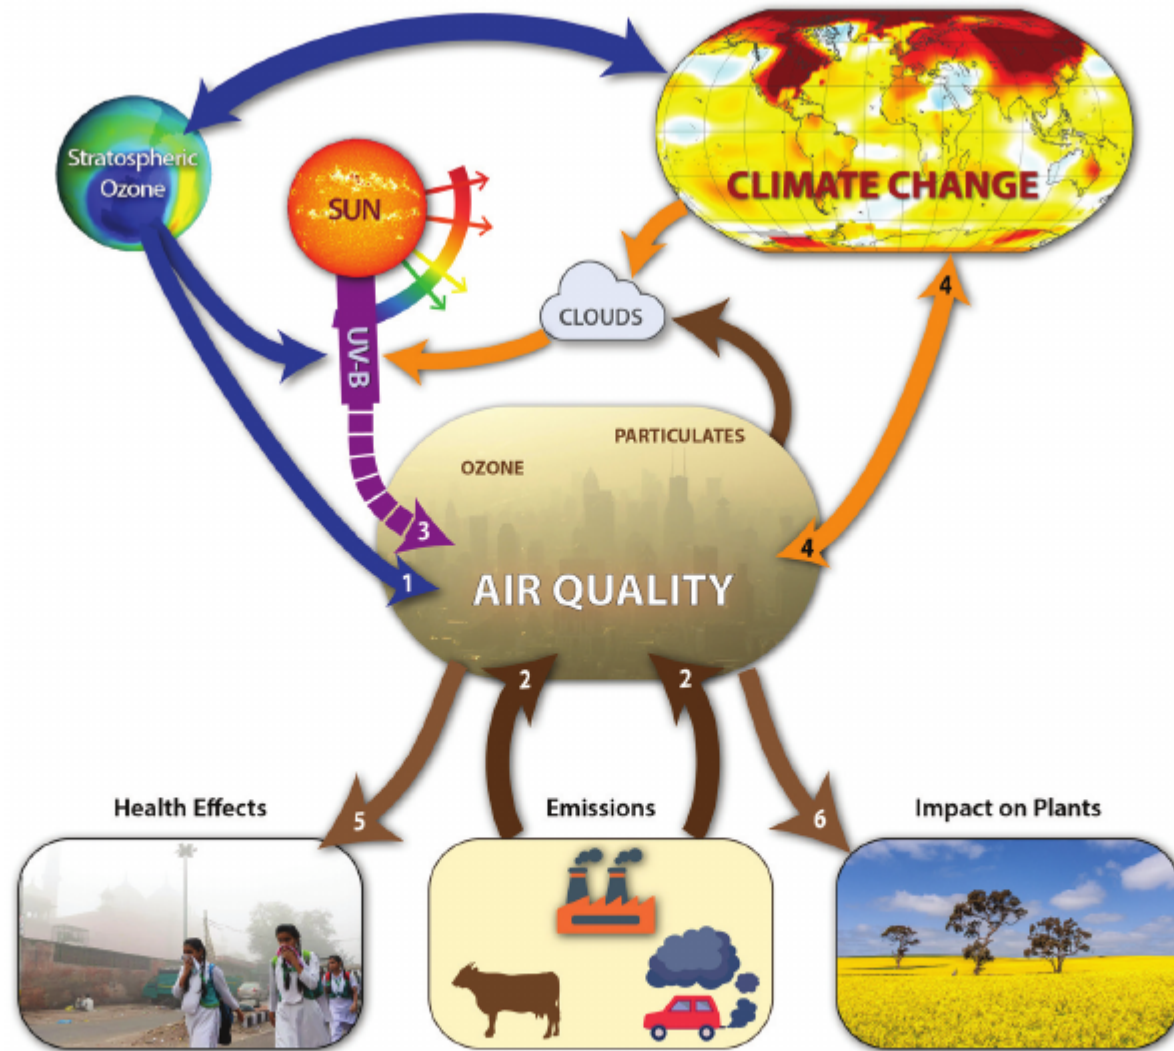 Stratospheric
Ozone
SUN
CLIMATE CHANGE
4
CLOUDS
UV-B
PARTICULATES
OZONE
3
4
1
AIR QUALITY
2
2
Health Effects
5
Emissions
6
Impact on Plants